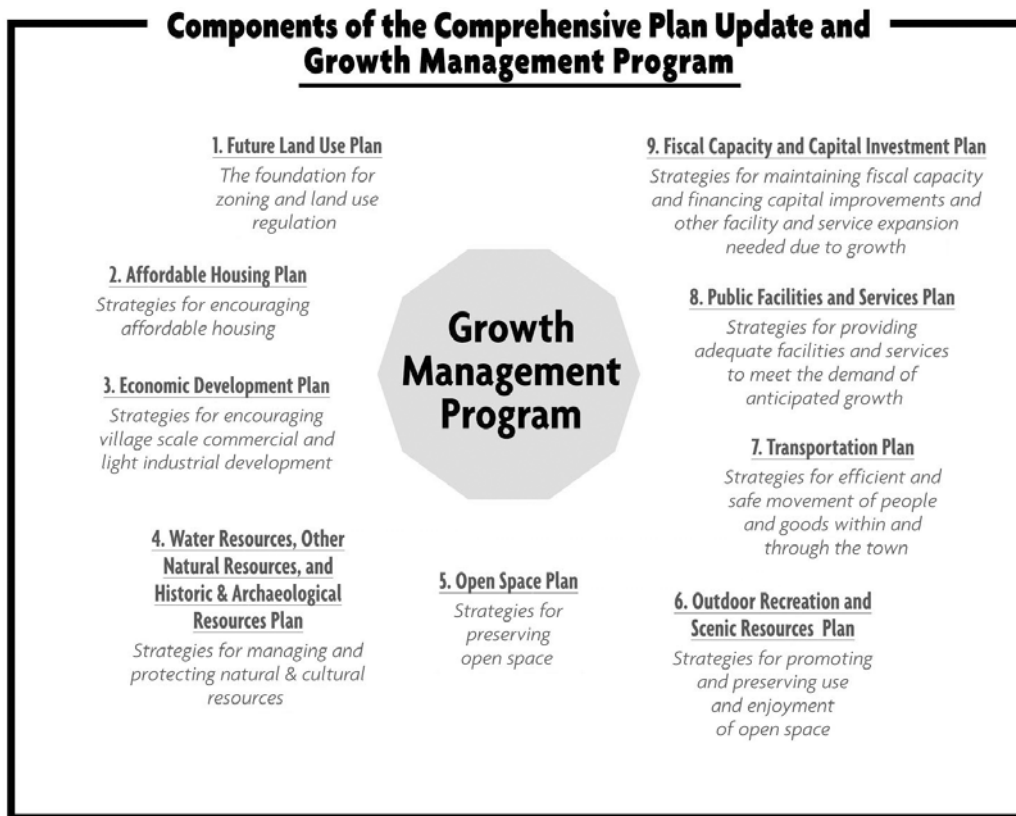 Components of the Comprehensive Plan Update and
Growth Management Program
1. Future Land Use Plan
The foundation for
zoning and land use
regulation
2. Affordable Housing Plan
Strategies for encouraging
affordable housing
3. Economic Development Plan
Strategies for encouraging
village scale commercial and
light industrial development
4. Water Resources, Other
Natural Resources, and
Historic & Archaeological
Resources Plan
Strategies for managing and
protecting natural & cultural
resources
Growth
Management
Program
5. Open Space Plan
Strategies for
preserving
open space
9. Fiscal Capacity and Capital Investment Plan
Strategies for maintaining fiscal capacity
and financing capital improvements and
other facility and service expansion
needed due to growth
8. Public Facilities and Services Plan
Strategies for providing
adequate facilities and services
to meet the demand of
anticipated growth
7. Transportation Plan
Strategies for efficient and
safe movement of people
and goods within and
through the town
6. Outdoor Recreation and
Scenic Resources Plan
Strategies for promoting
and preserving use
and enjoyment
of open space